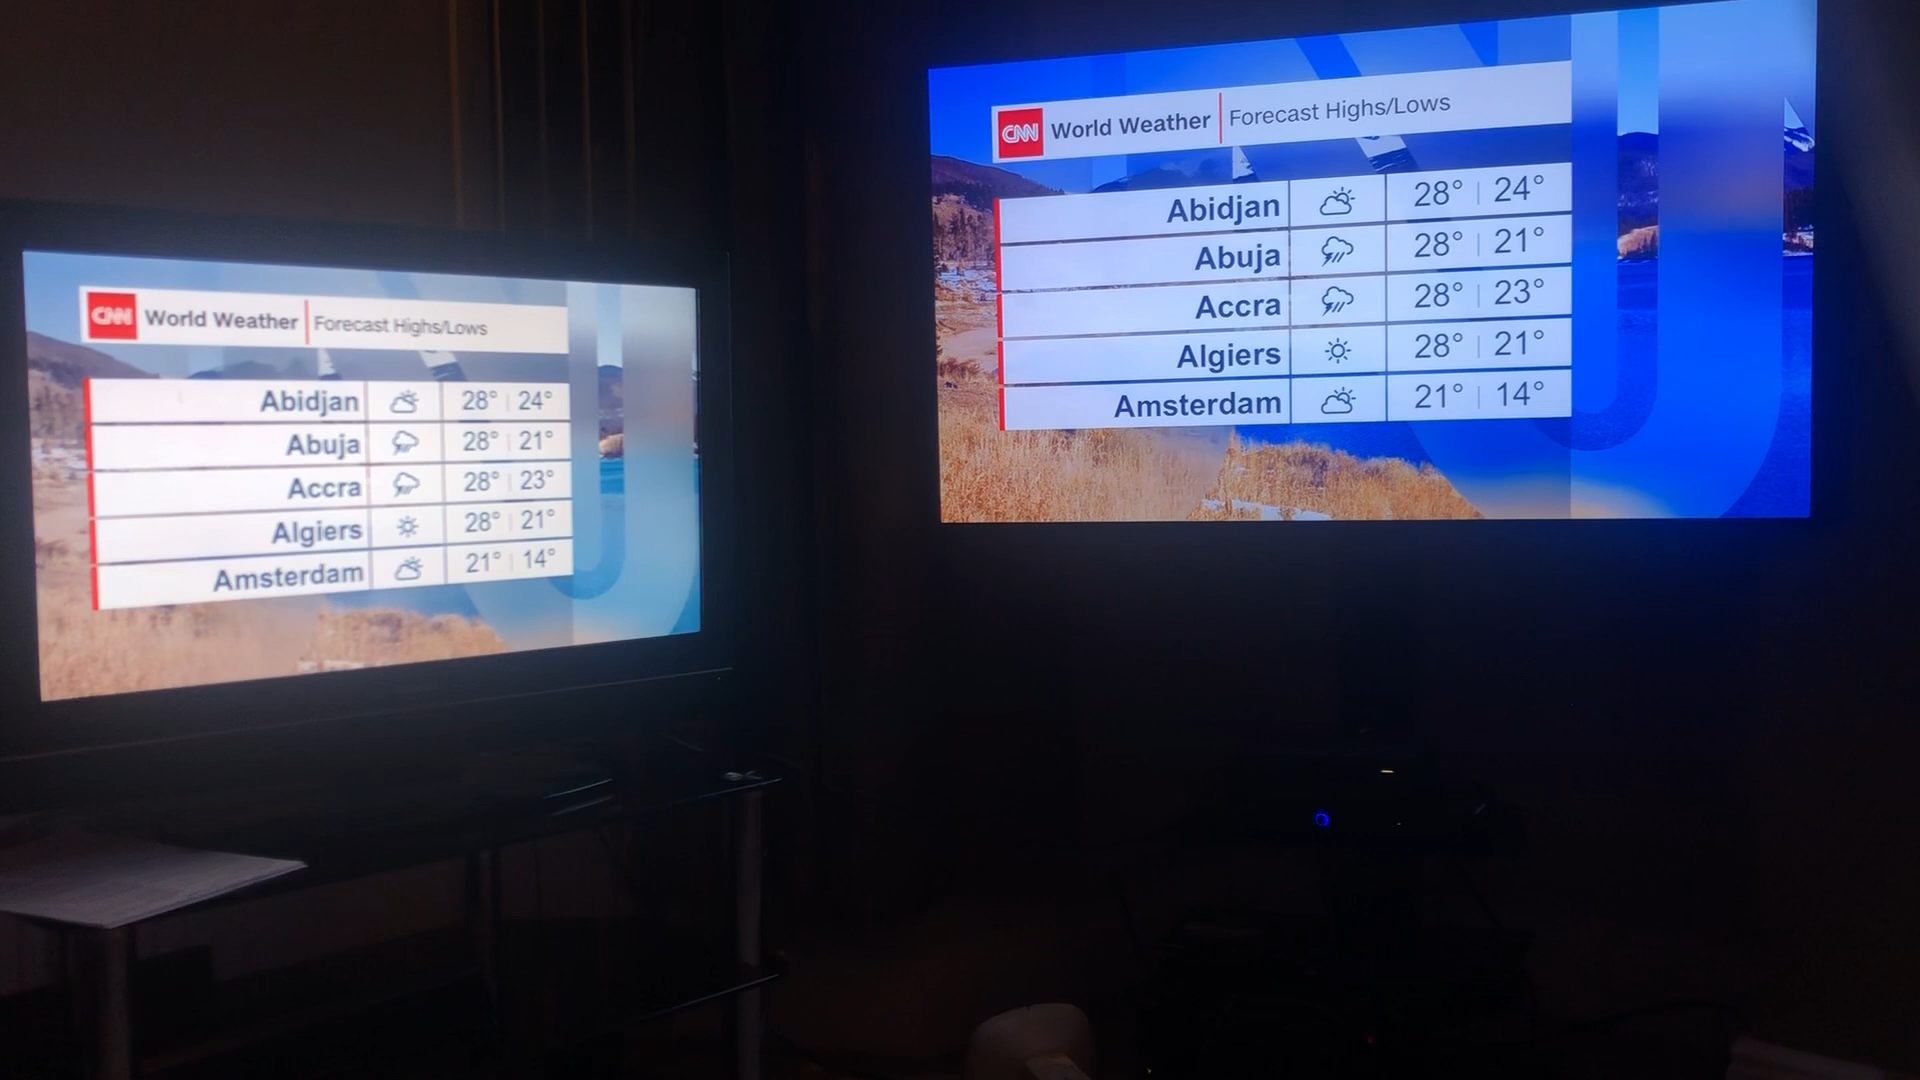 CNN World Weather | Forecast Highs/Lows
Abidjan 28° | 24°
Abuja 28° | 21°
Accra 28° | 23°
Algiers 28° | 21°
Amsterdam 21° | 14°
CNN World Weather | Forecast Highs/Lows
Abidjan 28° | 24°
Abuja 28° | 21°
Accra 28° | 23°
Algiers 28° | 21°
Amsterdam 21° | 14°